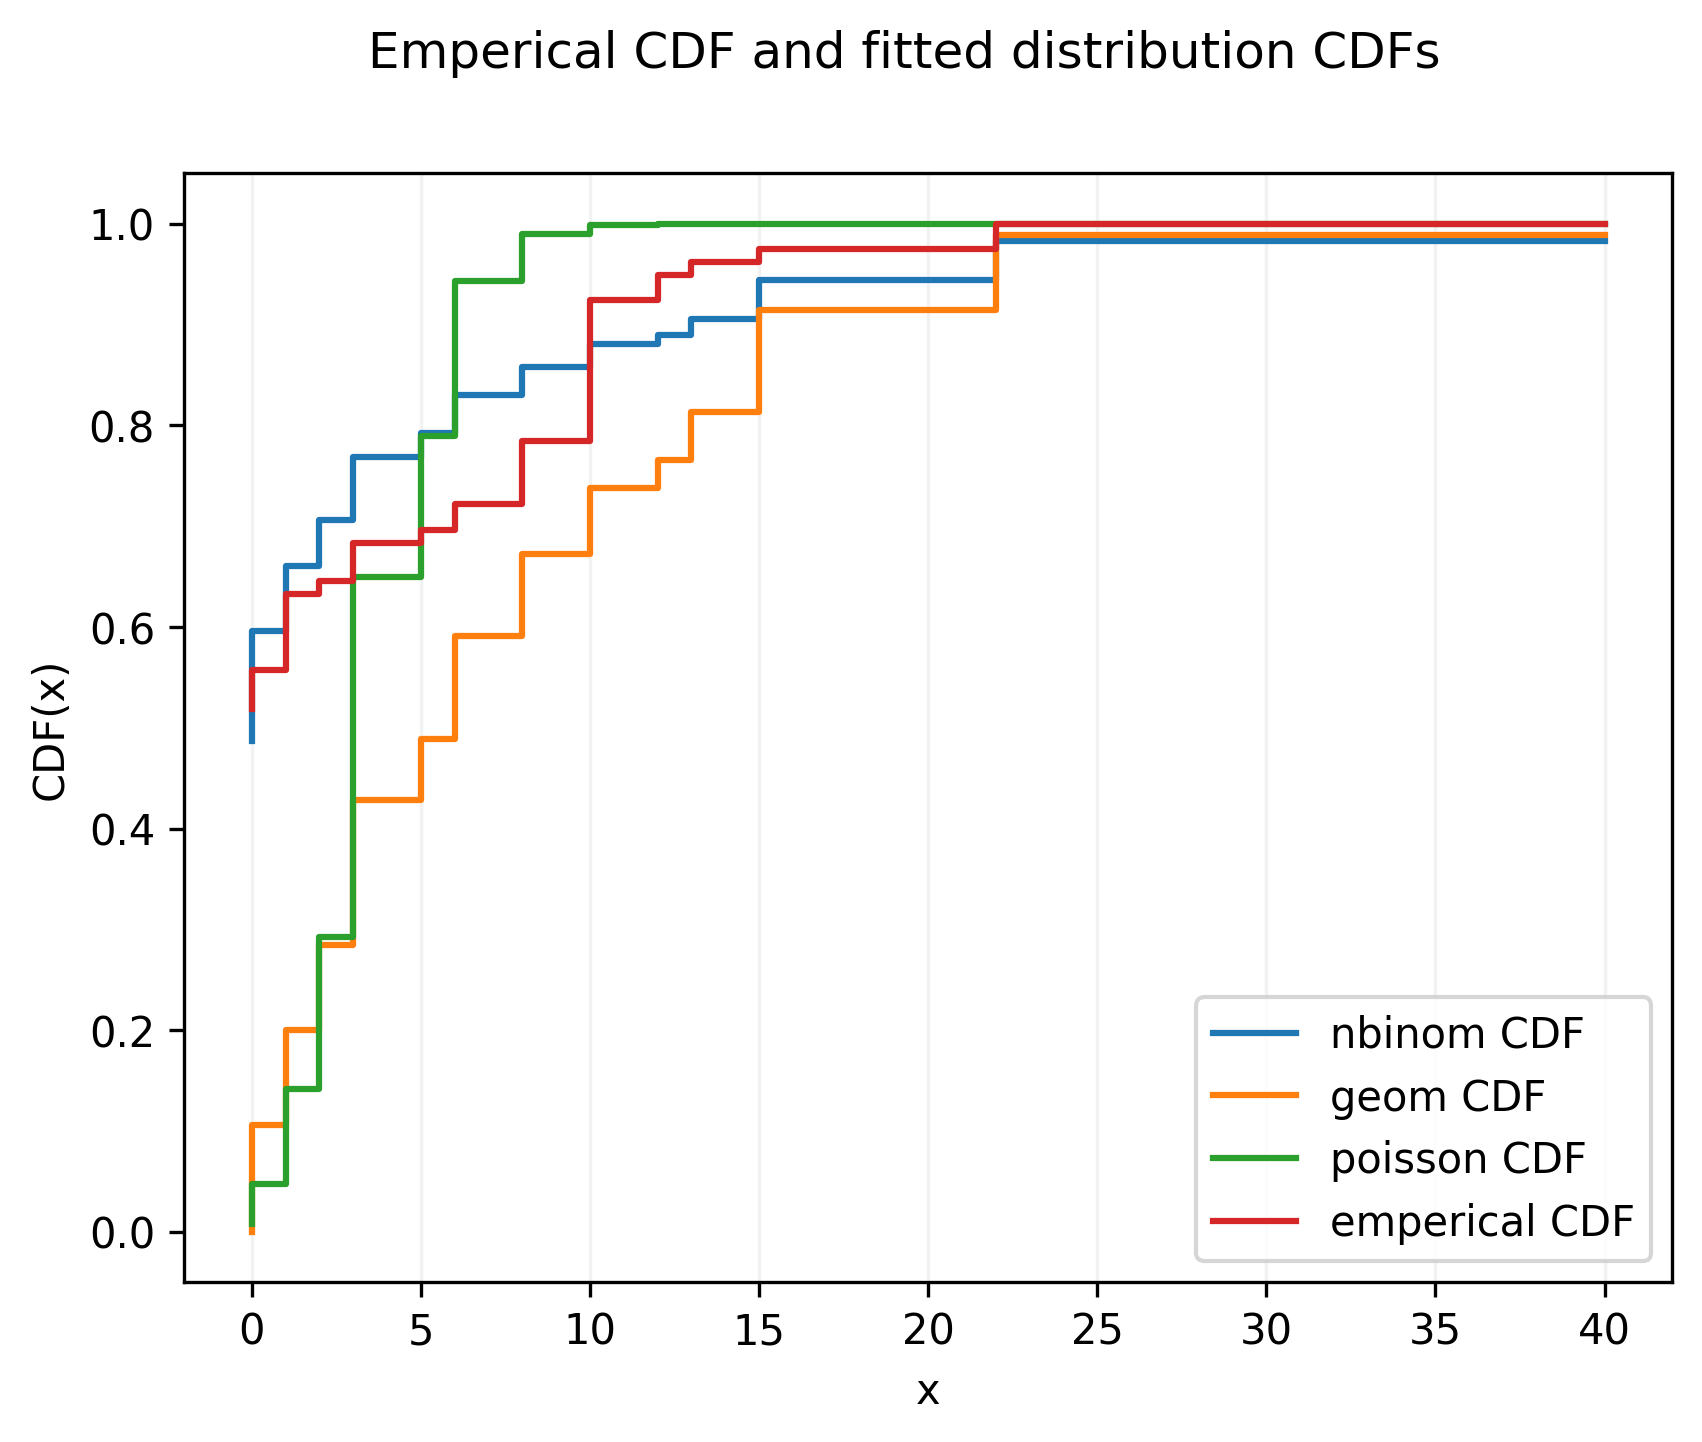 Emperical CDF and fitted distribution CDFs
1.0
0.8
0.6
0.4
0.2
0.0
CDF(x)
0 5 10 15 20 25 30 35 40
x
nbinom CDF
geom CDF
poisson CDF
emperical CDF